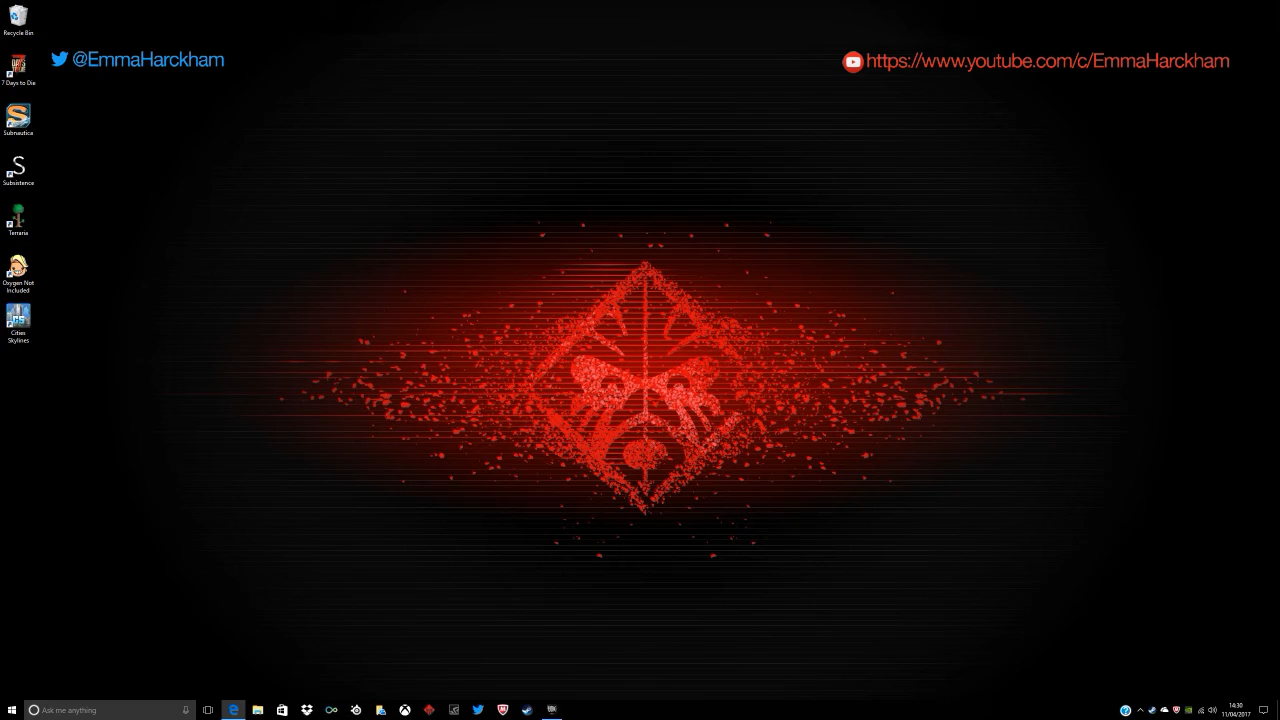 Recycle Bin
@EmmaHarckham
https://www.youtube.com/c/EmmaHarckham
7 Days to Die
Subnautica
Subsistence
Terraria
Oxygen Not
Included
Cities
Skylines
Ask me anything
14:30
11/04/2017